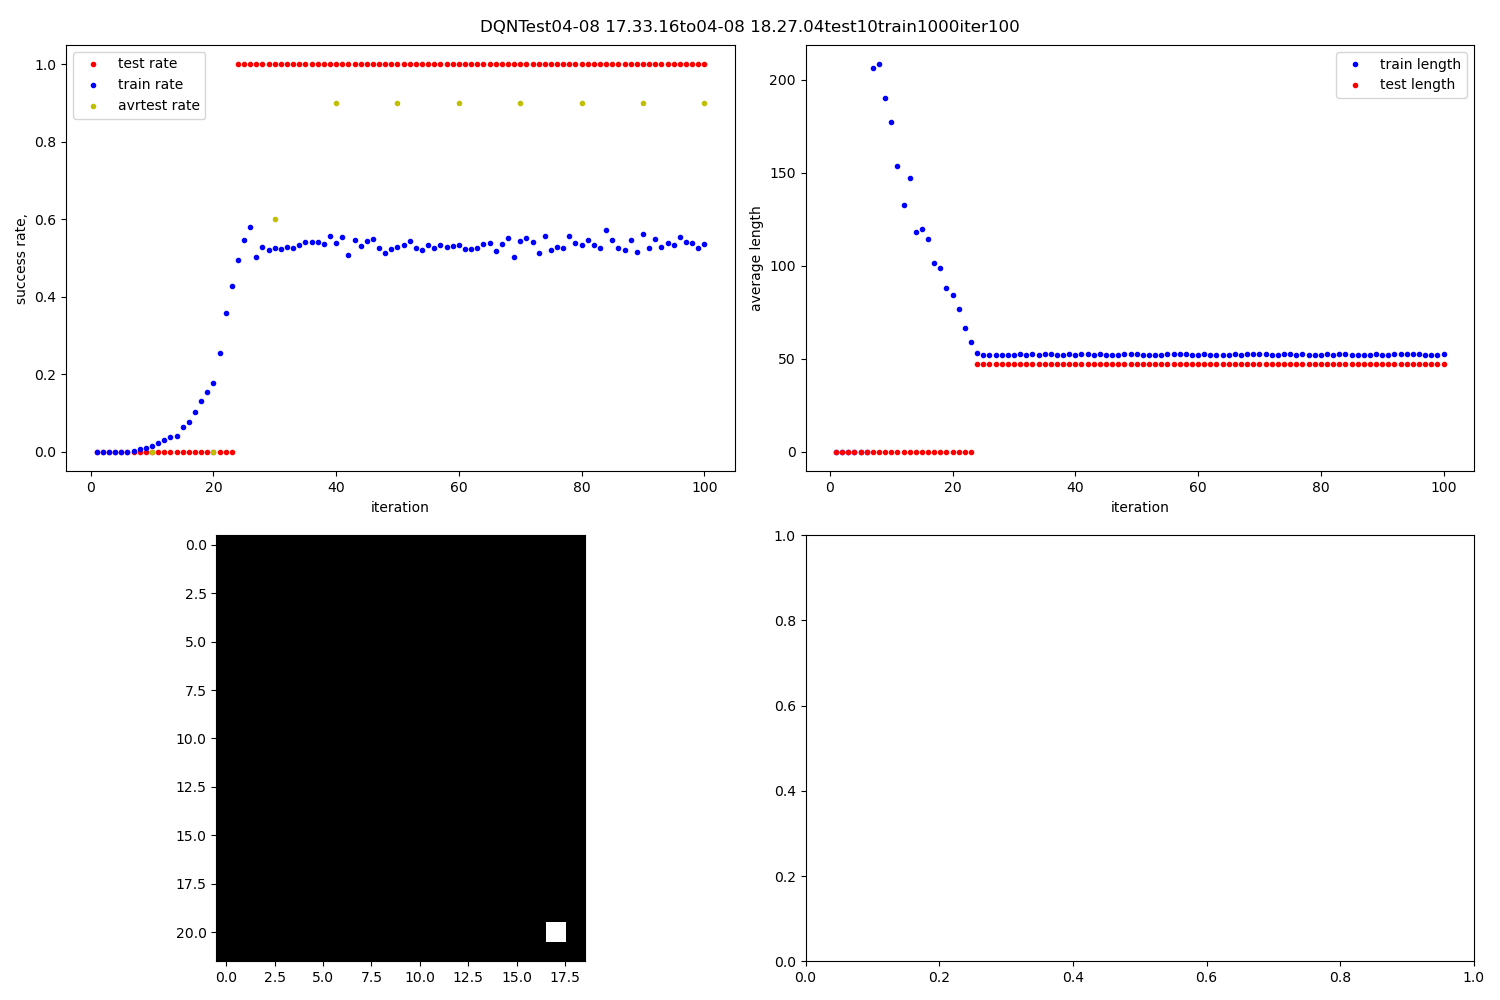 DQNTest04-08 17.33.16to04-08 18.27.04test10train1000iter100
test rate
train rate
avrtest rate
1.0
0.8
0.6
0.4
0.2
0.0
success rate,
0 20 40 60 80 100
iteration
train length
test length
200
150
100
50
0
average length
0 20 40 60 80 100
iteration
0.0
2.5
5.0
7.5
10.0
12.5
15.0
17.5
20.0
0.0 2.5 5.0 7.5 10.0 12.5 15.0 17.5
1.0
0.8
0.6
0.4
0.2
0.0
0.0 0.2 0.4 0.6 0.8 1.0